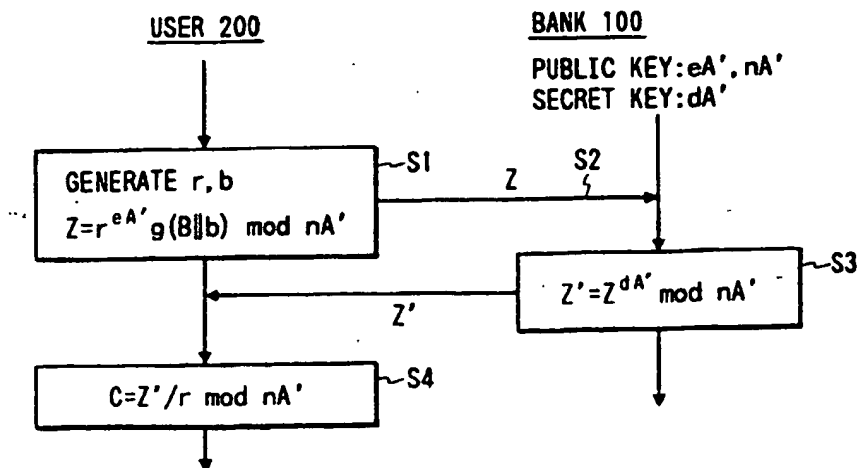 USER 200
BANK 100
PUBLIC KEY:eA',nA'
SECRET KEY:dA'
S1
GENERATE r,b
Z=r^eA' g(B‖b) mod nA'
Z
S2
S3
Z'=Z^dA' mod nA'
Z'
S4
C=Z'/r mod nA'